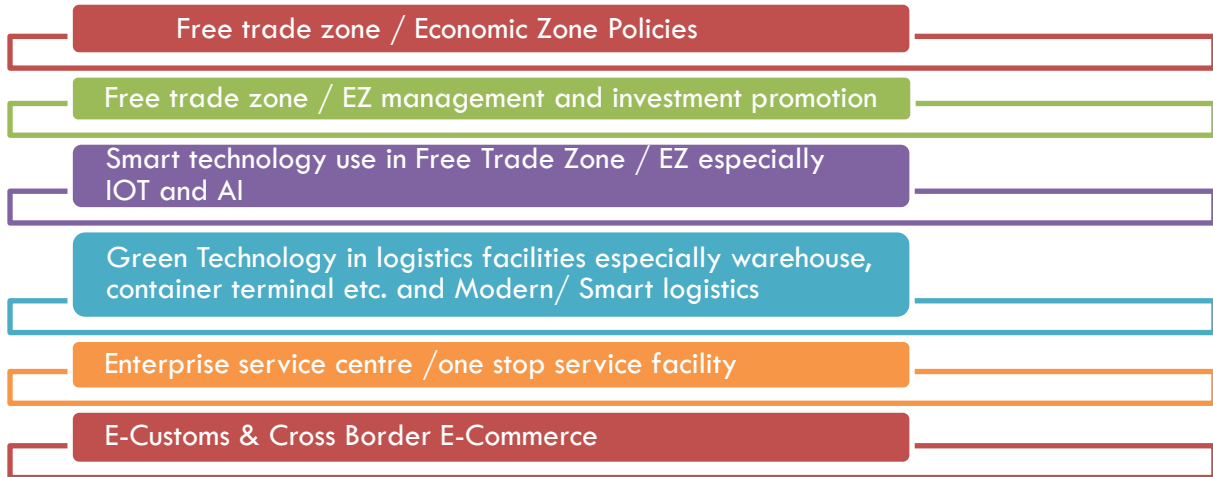 Free trade zone / Economic Zone Policies
Free trade zone / EZ management and investment promotion
Smart technology use in Free Trade Zone / EZ especially
IOT and AI
Green Technology in logistics facilities especially warehouse,
container terminal etc. and Modern/ Smart logistics
Enterprise service centre /one stop service facility
E-Customs & Cross Border E-Commerce